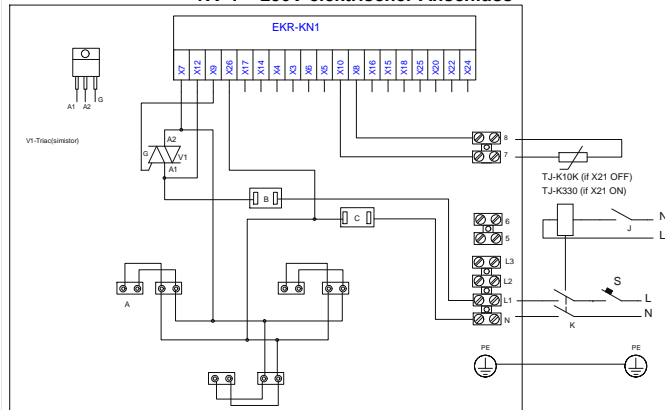 EKR-KN1
X7 X12 X9 X26 X17 X14 X4 X3 X6 X5 X10 X8 X16 X15 X18 X25 X20 X22 X24
A1 A2 G
V1-Triac(simistor)
A2
G V1
A1
B
C
A
8
7
TJ-K10K (if X21 OFF)
TJ-K330 (if X21 ON)
6
5
N
J
L
L3
L2
L1
N
S
L
N
K
PE
PE